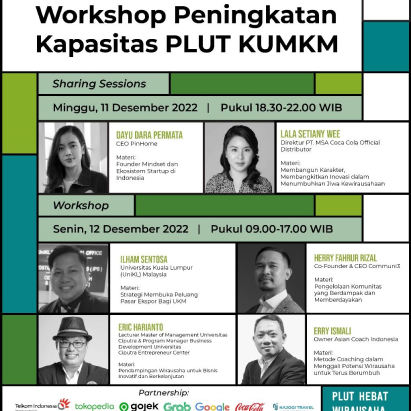 Workshop Peningkatan
Kapasitas PLUT KUMKM
Sharing Sessions
Minggu, 11 Desember 2022 | Pukul 18.30-22.00 WIB
DAYU DARA PERMATA
CEO PinHome
Materi:
Founder Mindset dan
Ekosistem Startup di
Indonesia
LALA SETIANY WEE
Direktur PT. MSA Coca Cola Official
Distributor
Materi:
Membangun Karakter,
Membangkitkan Inovasi dalam
Menumbuhkan Jiwa Kewirausahaan
Workshop
Senin, 12 Desember 2022 | Pukul 09.00-17.00 WIB
ILHAM SENTOSA
Universitas Kuala Lumpur
(UniKL) Malaysia
Materi:
Strategi Membuka Peluang
Pasar Ekspor Bagi UKM
HERRY FAHRUR RIZAL
Co-Founder & CEO Communi3
Materi:
Pengelolaan Komunitas
yang Berdampak dan
Memberdayakan
ERIC HARIANTO
Lecturer Master of Management Universitas
Ciputra & Program Manager Business
Development Universitas
Ciputra Entrepreneur Center
Materi:
Pendampingan Wirausaha untuk Bisnis
Inovatif dan Berkelanjutan
ERRY ISMALI
Owner Asian Coach Indonesia
Materi:
Metode Coaching dalam
Menggali Potensi Wirausaha
untuk Terus Berumbuh
Partnership:
Telkom Indonesia tokopedia gojek Grab Google Coca-Cola
PLUT HEBAT
WIRAUSAHA